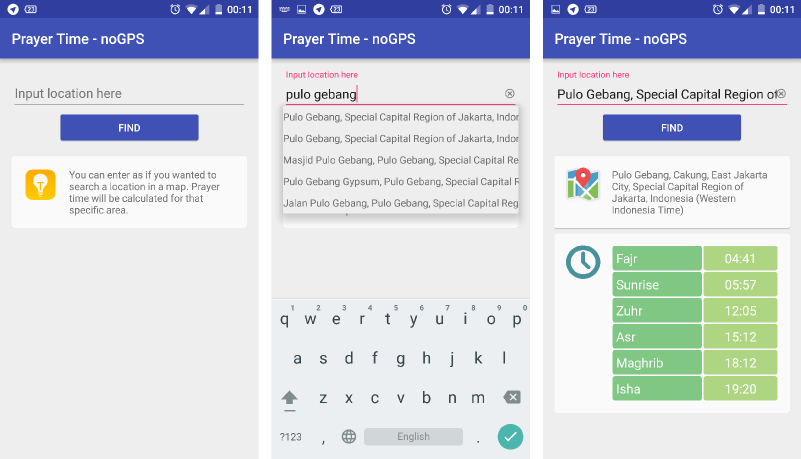 23
00:11
Prayer Time - noGPS
Input location here
FIND
You can enter as if you wanted to
search a location in a map. Prayer
time will be calculated for that
specific area.
23
00:11
Prayer Time - noGPS
Input location here
pulo gebang
Pulo Gebang, Special Capital Region of Jakarta, Indor
Pulo Gebang, Special Capital Region of Jakarta, Indor
Masjid Pulo Gebang, Pulo Gebang, Special Capital Re
Pulo Gebang Gypsum, Pulo Gebang, Special Capital R
Jalan Pulo Gebang, Pulo Gebang, Special Capital Reg
1 2 3 4 5 6 7 8 9 0
q w e r t y u i o p
a s d f g h j k l
z x c v b n m
?123 , English .
23
00:11
Prayer Time - noGPS
Input location here
Pulo Gebang, Special Capital Region of
FIND
Pulo Gebang, Cakung, East Jakarta
City, Special Capital Region of
Jakarta, Indonesia (Western
Indonesia Time)
Fajr 04:41
Sunrise 05:57
Zuhr 12:05
Asr 15:12
Maghrib 18:12
Isha 19:20